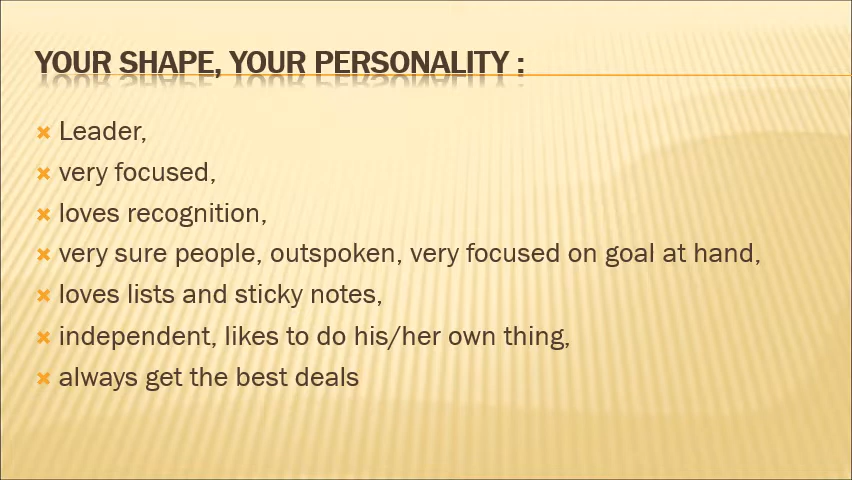 YOUR SHAPE, YOUR PERSONALITY :
Leader,
very focused,
loves recognition,
very sure people, outspoken, very focused on goal at hand,
loves lists and sticky notes,
independent, likes to do his/her own thing,
always get the best deals